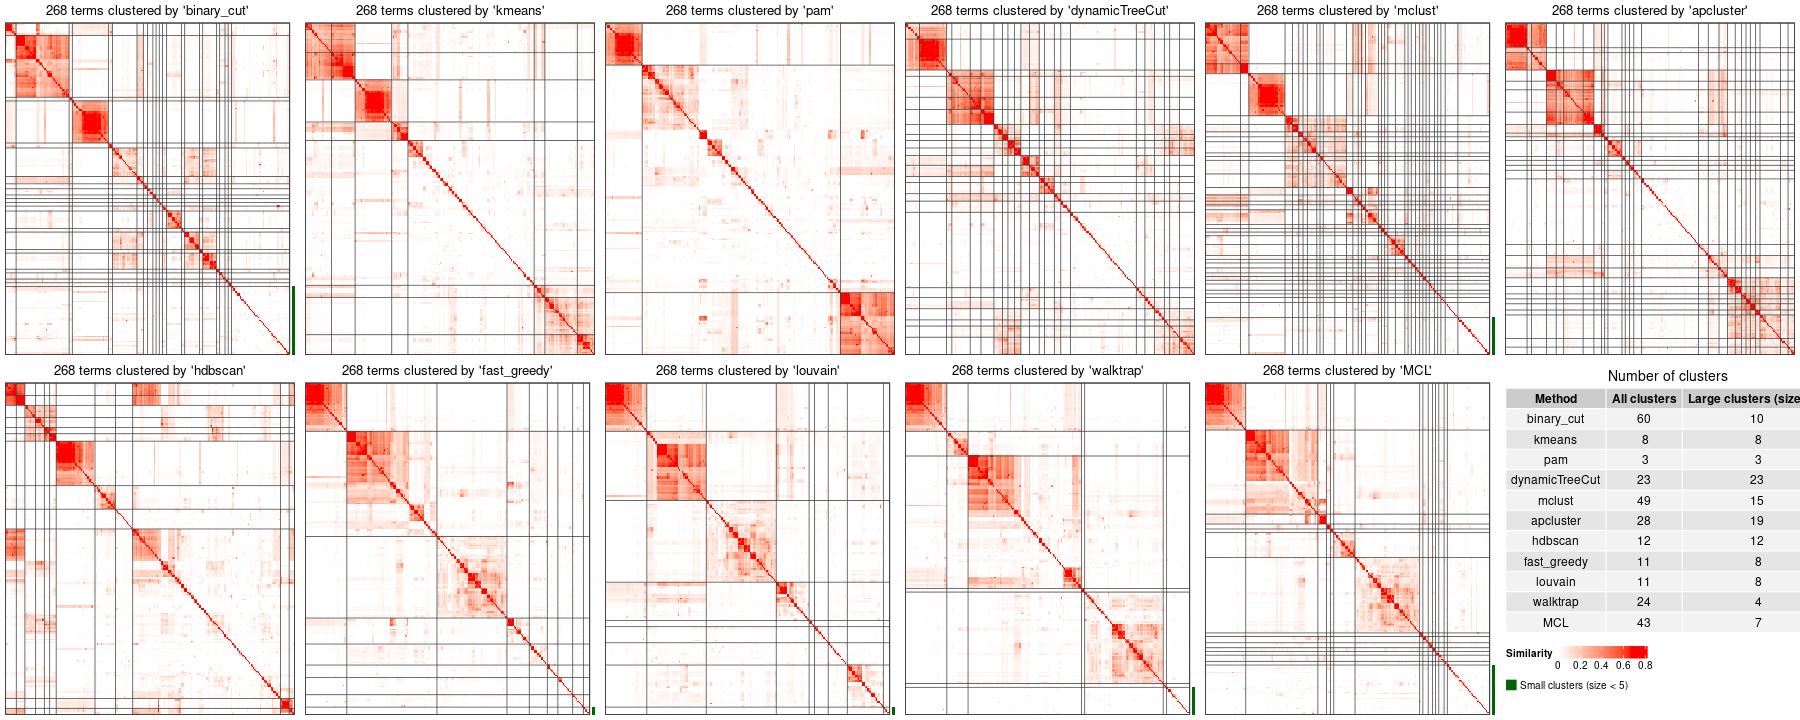 268 terms clustered by 'binary_cut'
268 terms clustered by 'kmeans'
268 terms clustered by 'pam'
268 terms clustered by 'dynamicTreeCut'
268 terms clustered by 'mclust'
268 terms clustered by 'apcluster'
268 terms clustered by 'hdbscan'
268 terms clustered by 'fast_greedy'
268 terms clustered by 'louvain'
268 terms clustered by 'walktrap'
268 terms clustered by 'MCL'
Number of clusters
Method All clusters Large clusters (size
binary_cut 60 10
kmeans 8 8
pam 3 3
dynamicTreeCut 23 23
mclust 49 15
apcluster 28 19
hdbscan 12 12
fast_greedy 11 8
louvain 11 8
walktrap 24 4
MCL 43 7
Similarity
0 0.2 0.4 0.6 0.8
Small clusters (size < 5)